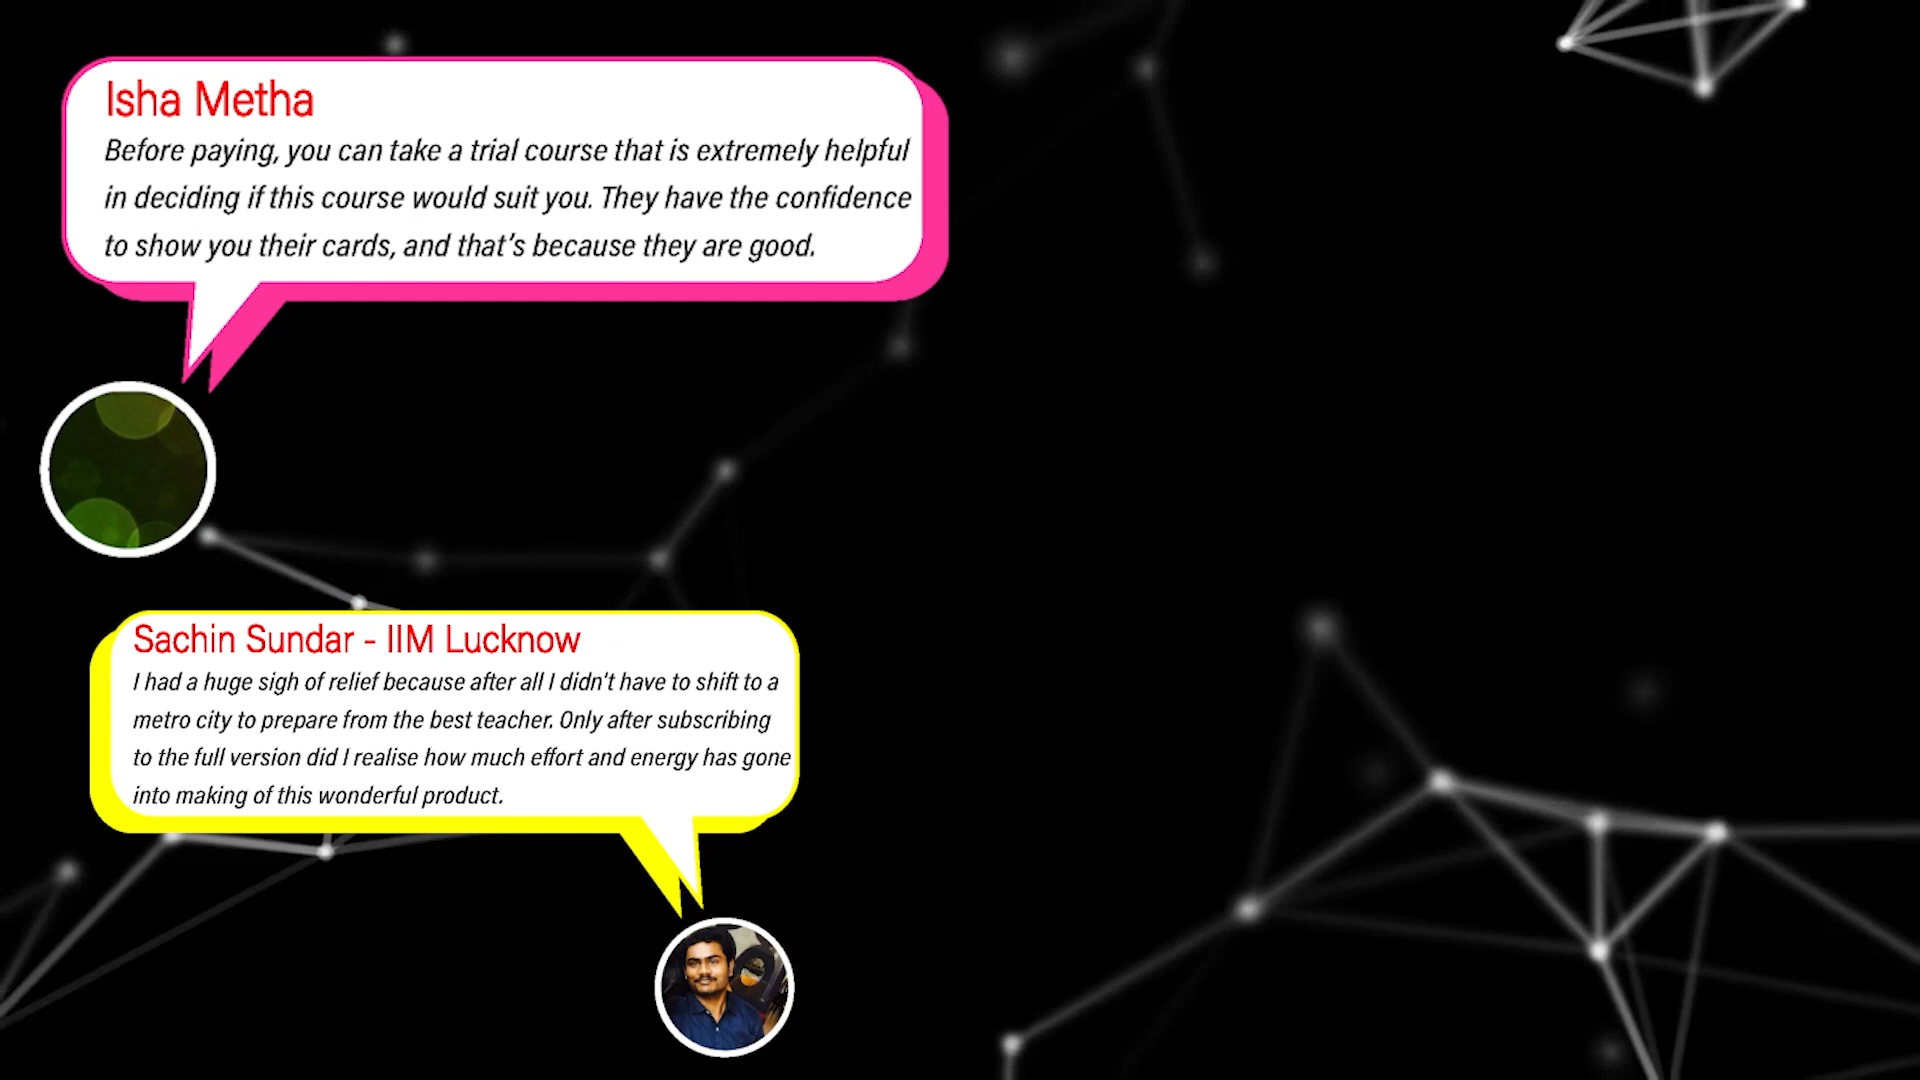 Isha Metha
Before paying, you can take a trial course that is extremely helpful
in deciding if this course would suit you. They have the confidence
to show you their cards, and that's because they are good.
Sachin Sundar - IIM Lucknow
I had a huge sigh of relief because after all I didn't have to shift to a
metro city to prepare from the best teacher. Only after subscribing
to the full version did I realise how much effort and energy has gone
into making of this wonderful product.